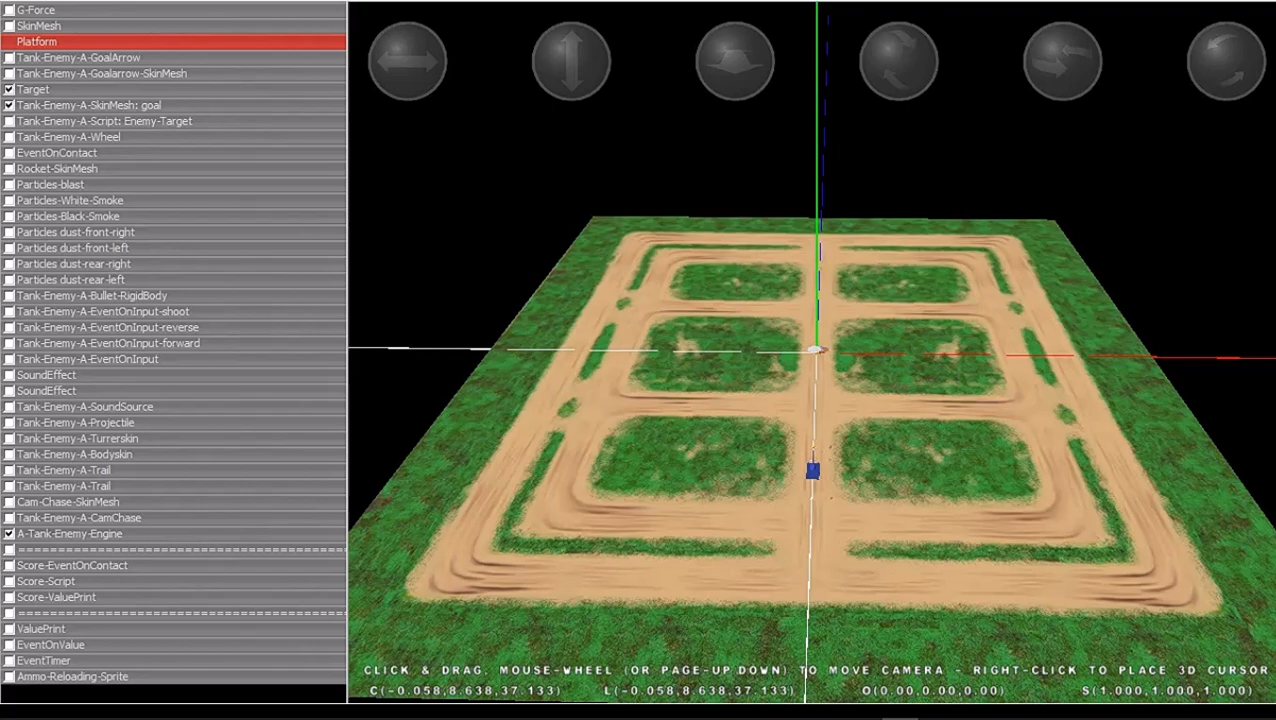 G-Force
SkinMesh
Platform
Tank-Enemy-A-GoalArrow
Tank-Enemy-A-Goalarrow-SkinMesh
Target
Tank-Enemy-A-SkinMesh: goal
Tank-Enemy-A-Script: Enemy-Target
Tank-Enemy-A-Wheel
EventOnContact
Rocket-SkinMesh
Particles-blast
Particles-White-Smoke
Particles-Black-Smoke
Particles dust-front-right
Particles dust-front-left
Particles dust-rear-right
Particles dust-rear-left
Tank-Enemy-A-Bullet-RigidBody
Tank-Enemy-A-EventOnInput-shoot
Tank-Enemy-A-EventOnInput-reverse
Tank-Enemy-A-EventOnInput-forward
Tank-Enemy-A-EventOnInput
SoundEffect
SoundEffect
Tank-Enemy-A-SoundSource
Tank-Enemy-A-Projectile
Tank-Enemy-A-Turrerskin
Tank-Enemy-A-Bodyskin
Tank-Enemy-A-Trail
Tank-Enemy-A-Trail
Cam-Chase-SkinMesh
Tank-Enemy-A-CamChase
A-Tank-Enemy-Engine
=====================================
Score-EventOnContact
Score-Script
Score-ValuePrint
=====================================
ValuePrint
EventOnValue
EventTimer
Ammo-Reloading-Sprite
CLICK & DRAG, MOUSE-WHEEL (OR PAGE-UP,DOWN) TO MOVE CAMERA - RIGHT-CLICK TO PLACE 3D CURSOR
C(-0.058,8.638,37.133) L(-0.058,8.638,37.133) O(0.00,0.00,0.00) S(1.000,1.000,1.000)